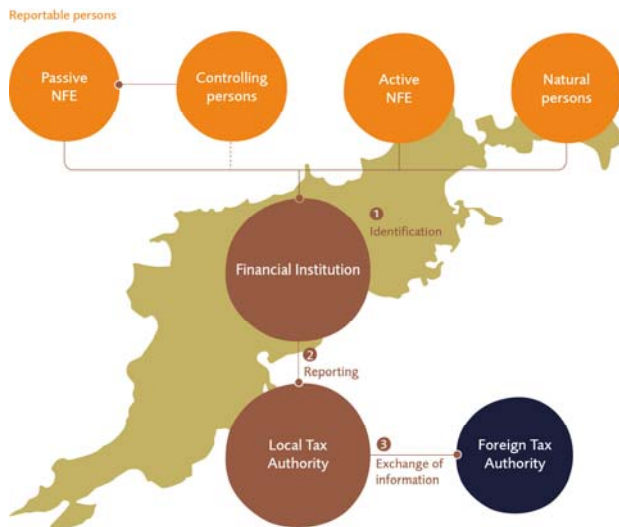 Reportable persons
Passive
NFE
Controlling
persons
Active
NFE
Natural
persons
1
Identification
Financial Institution
2
Reporting
Local Tax
Authority
3
Exchange of
information
Foreign Tax
Authority